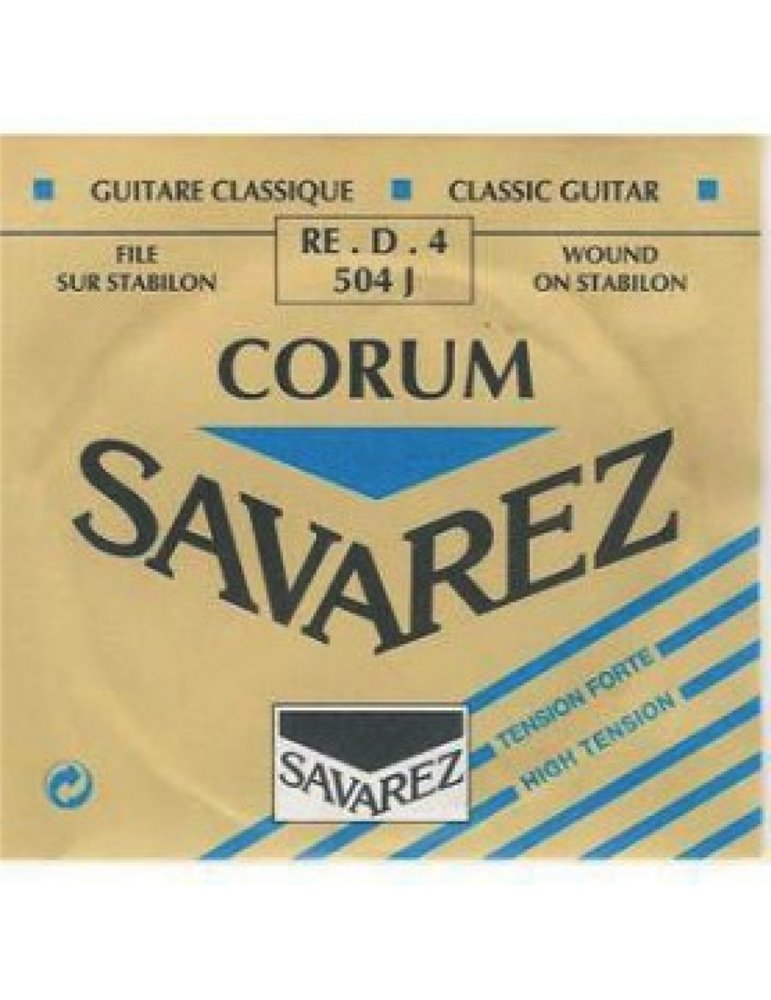 GUITARE CLASSIQUE CLASSIC GUITAR
RE . D . 4
504 J
FILE
SUR STABILON
WOUND
ON STABILON
CORUM
SAVAREZ
TENSION FORTE
HIGH TENSION
SAVAREZ